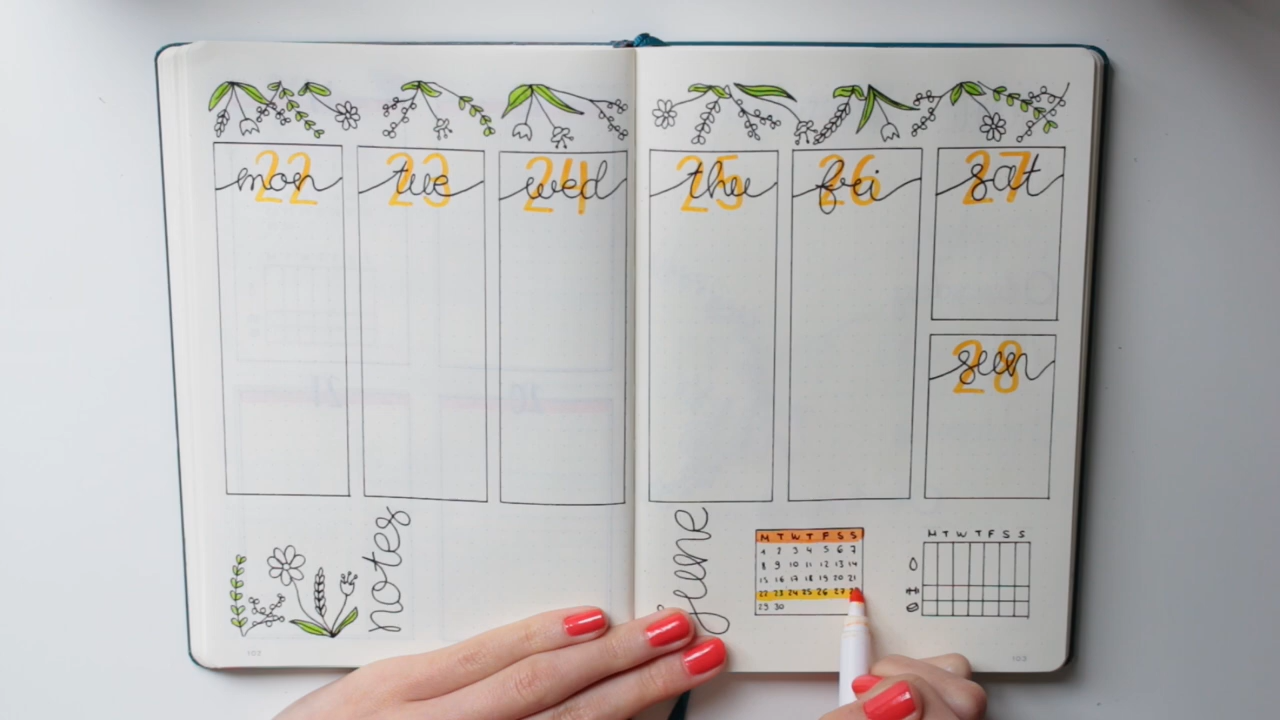 mon 22
tue 23
wed 24
thu 25
fri 26
sat 27
sun 28
notes
june
M T W T F S S
1 2 3 4 5 6 7
8 9 10 11 12 13 14
15 16 17 18 19 20 21
22 23 24 25 26 27
29 30
M T W T F S S
102
103